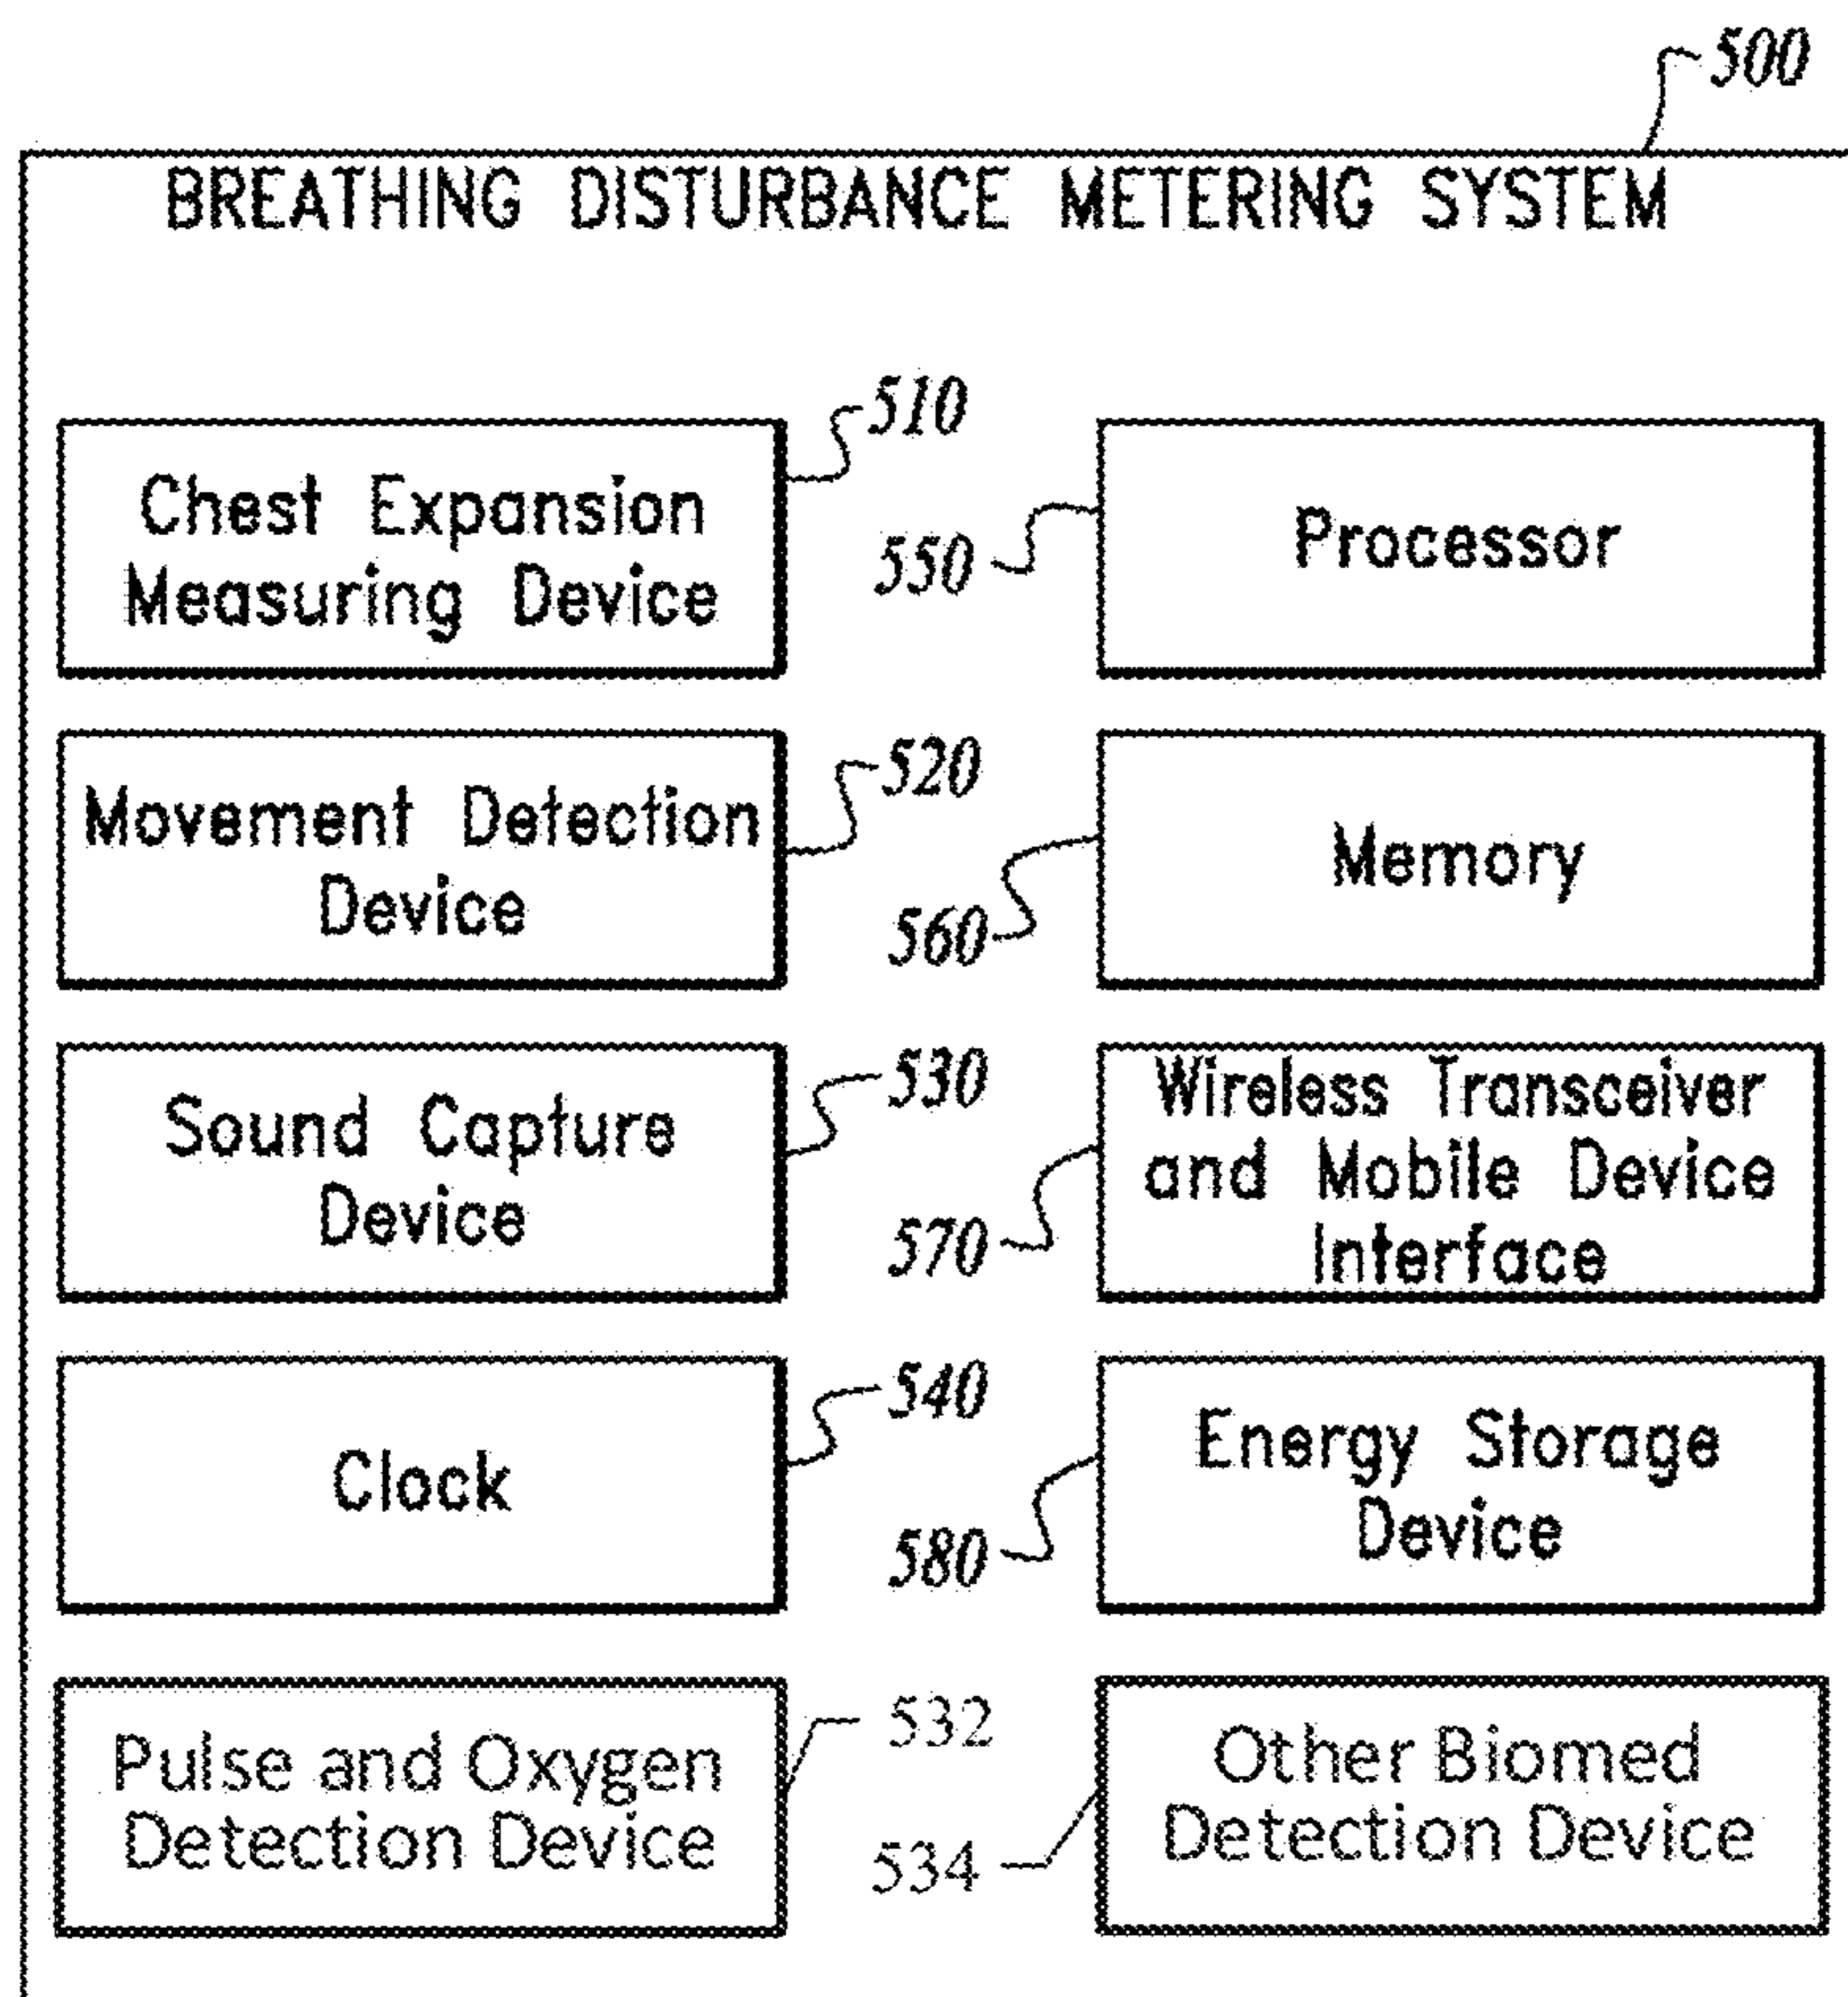 500
BREATHING DISTURBANCE METERING SYSTEM
510
Chest Expansion
Measuring Device
550
Processor
520
Movement Detection
Device
560
Memory
530
Sound Capture
Device
570
Wireless Transceiver
and Mobile Device
Interface
540
Clock
580
Energy Storage
Device
532
Pulse and Oxygen
Detection Device
534
Other Biomed
Detection Device